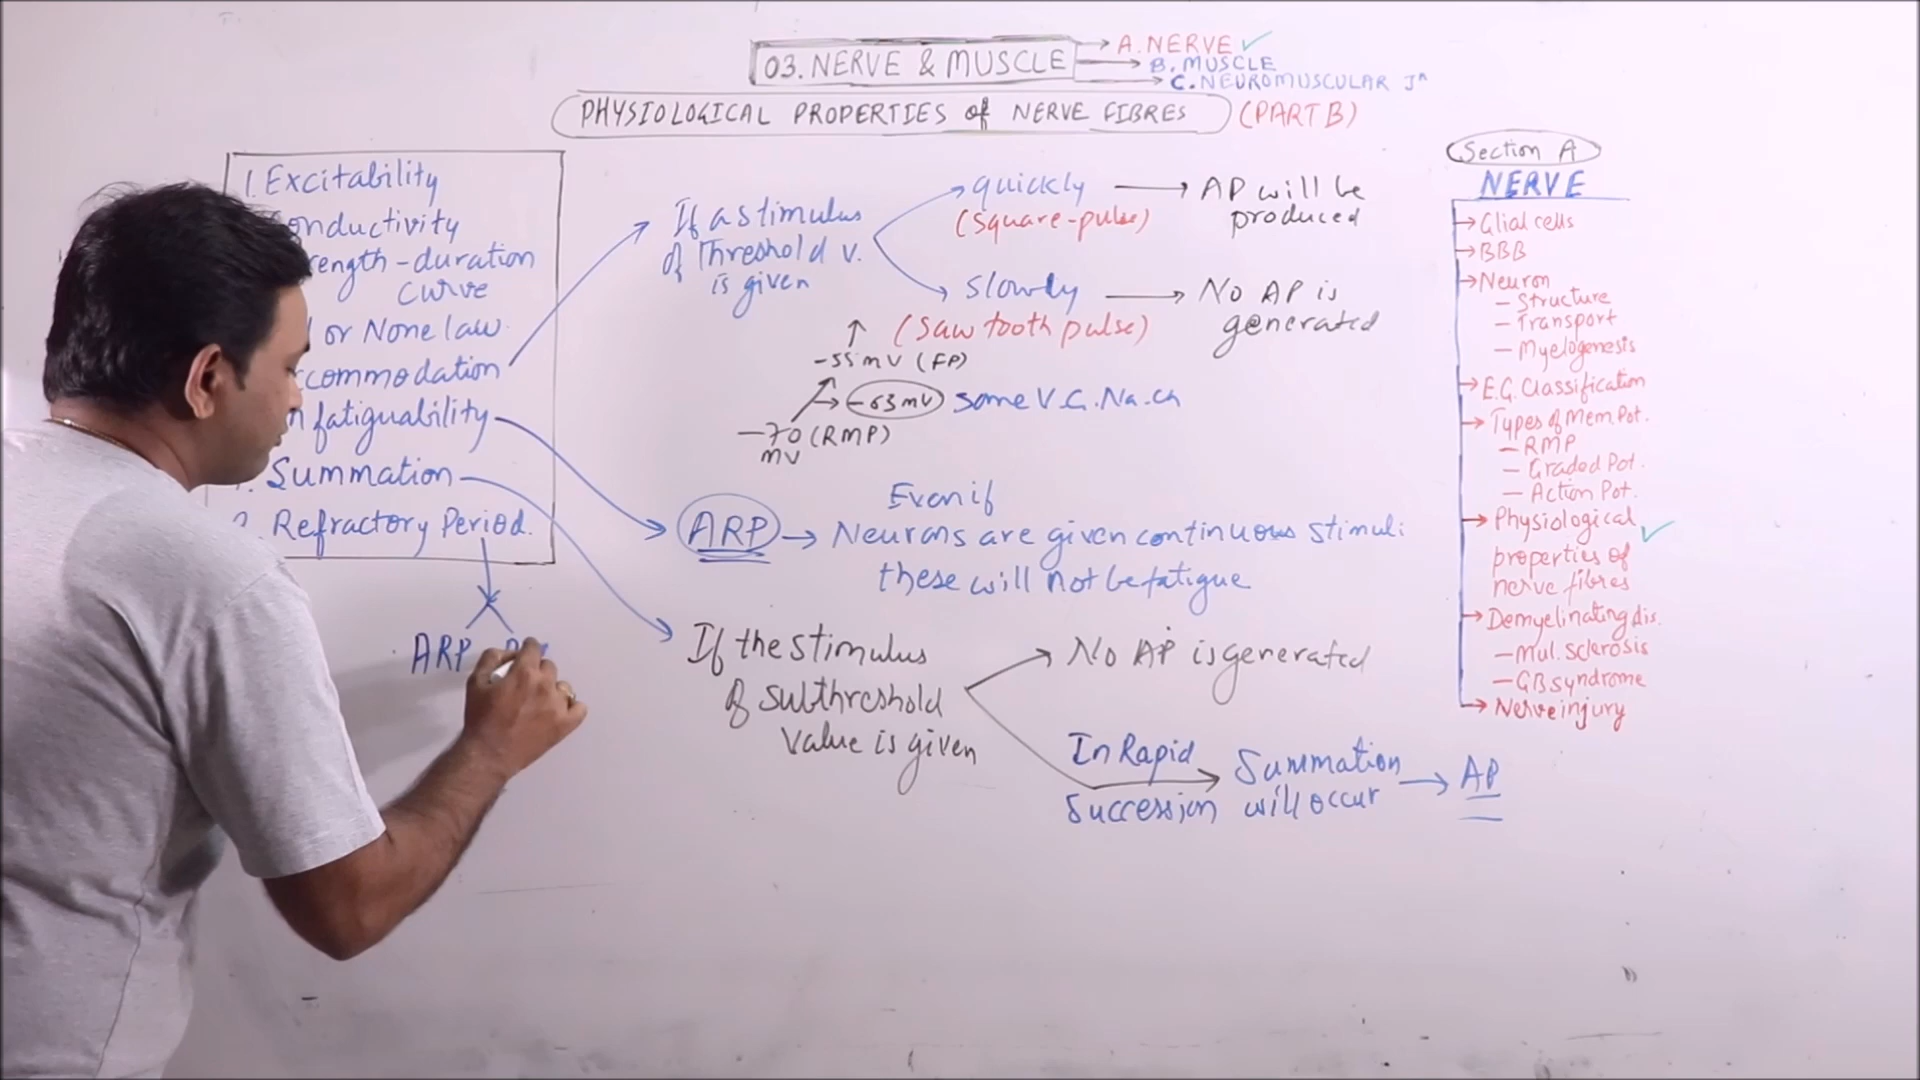 03. NERVE & MUSCLE
A. NERVE ✓
B. MUSCLE
C. NEUROMUSCULAR Jn
PHYSIOLOGICAL PROPERTIES of NERVE FIBRES (PART B)
1. Excitability
onductivity
rength-duration
curve
l or None law.
ccommodation
n fatiguability
Summation
Refractory Period.
ARP
If a stimulus
of Threshold v.
is given
quickly → AP will be
(square-pulse) produced
slowly → No AP is
(saw tooth pulse) generated
-55 mV (FP)
-63 mV some V.G. Na. ch
-70 (RMP)
mV
ARP → Even if
Neurons are given continuous stimuli
these will not be fatigue
If the stimulus
of subthreshold
value is given
No AP is generated
In Rapid
Succession
Summation
will occur
→ AP
Section A
NERVE
→ Glial cells
→ BBB
→ Neuron
- Structure
- Transport
- Myelogenesis
→ E.G. Classification
→ Types of Mem. Pot.
- RMP
- Graded Pot.
- Action Pot.
→ Physiological ✓
properties of
nerve fibres
→ Demyelinating dis.
- Mul. Sclerosis
- GB syndrome
→ Nerve injury